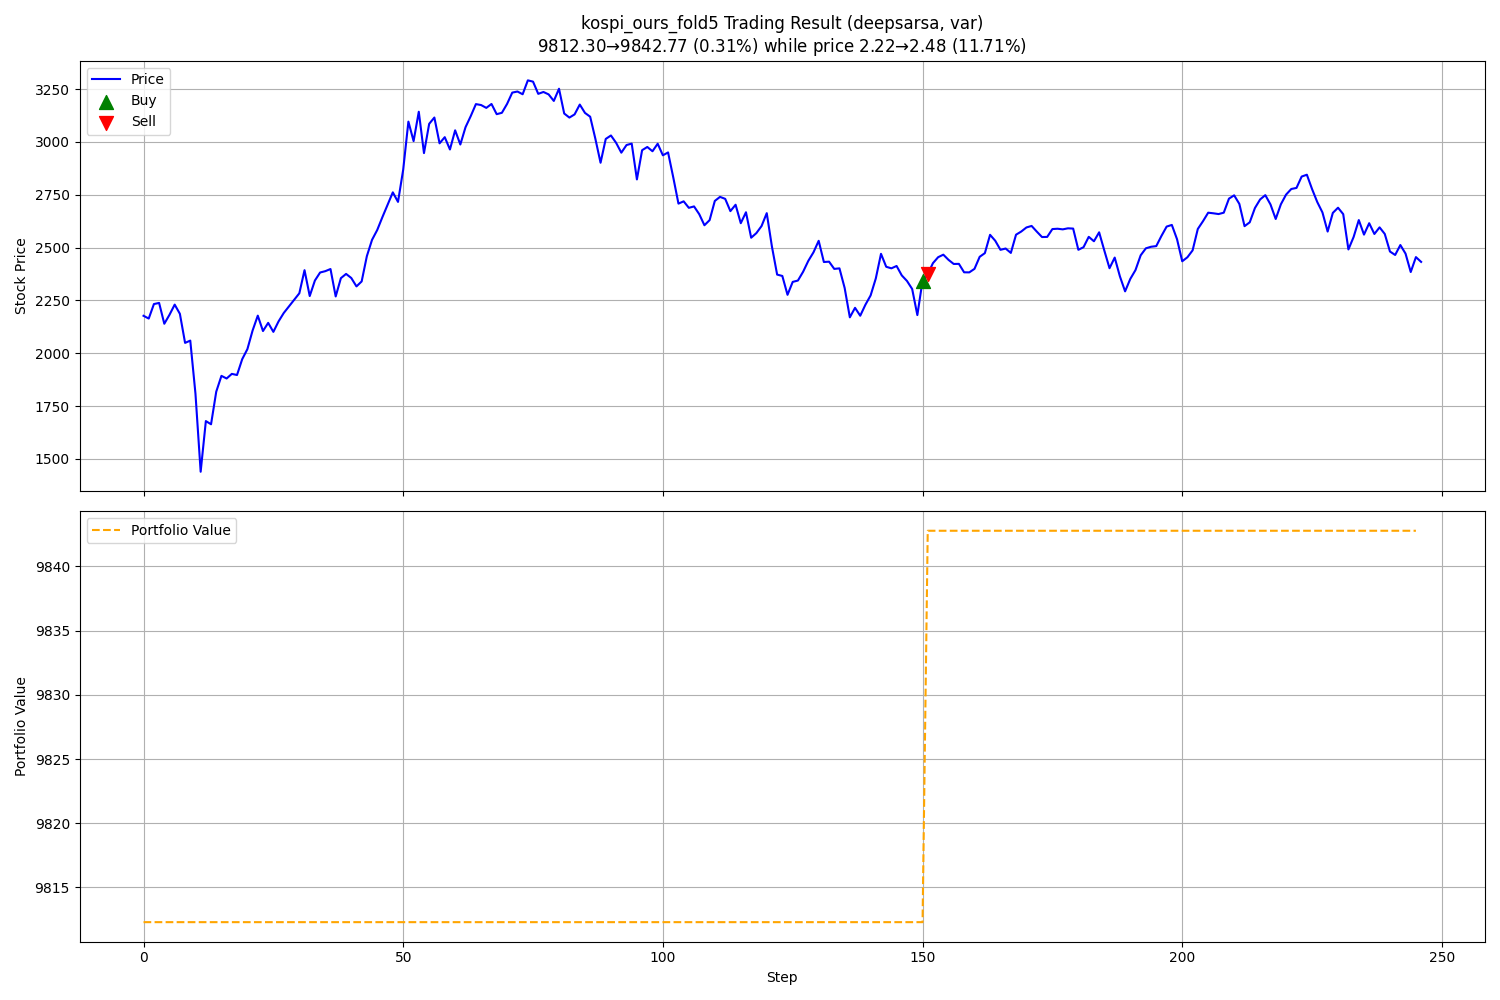 kospi_ours_fold5 Trading Result (deepsarsa, var)
9812.30→9842.77 (0.31%) while price 2.22→2.48 (11.71%)
Price
Buy
Sell
Stock Price
3250
3000
2750
2500
2250
2000
1750
1500
Portfolio Value
Portfolio Value
9840
9835
9830
9825
9820
9815
0
50
100
150
200
250
Step